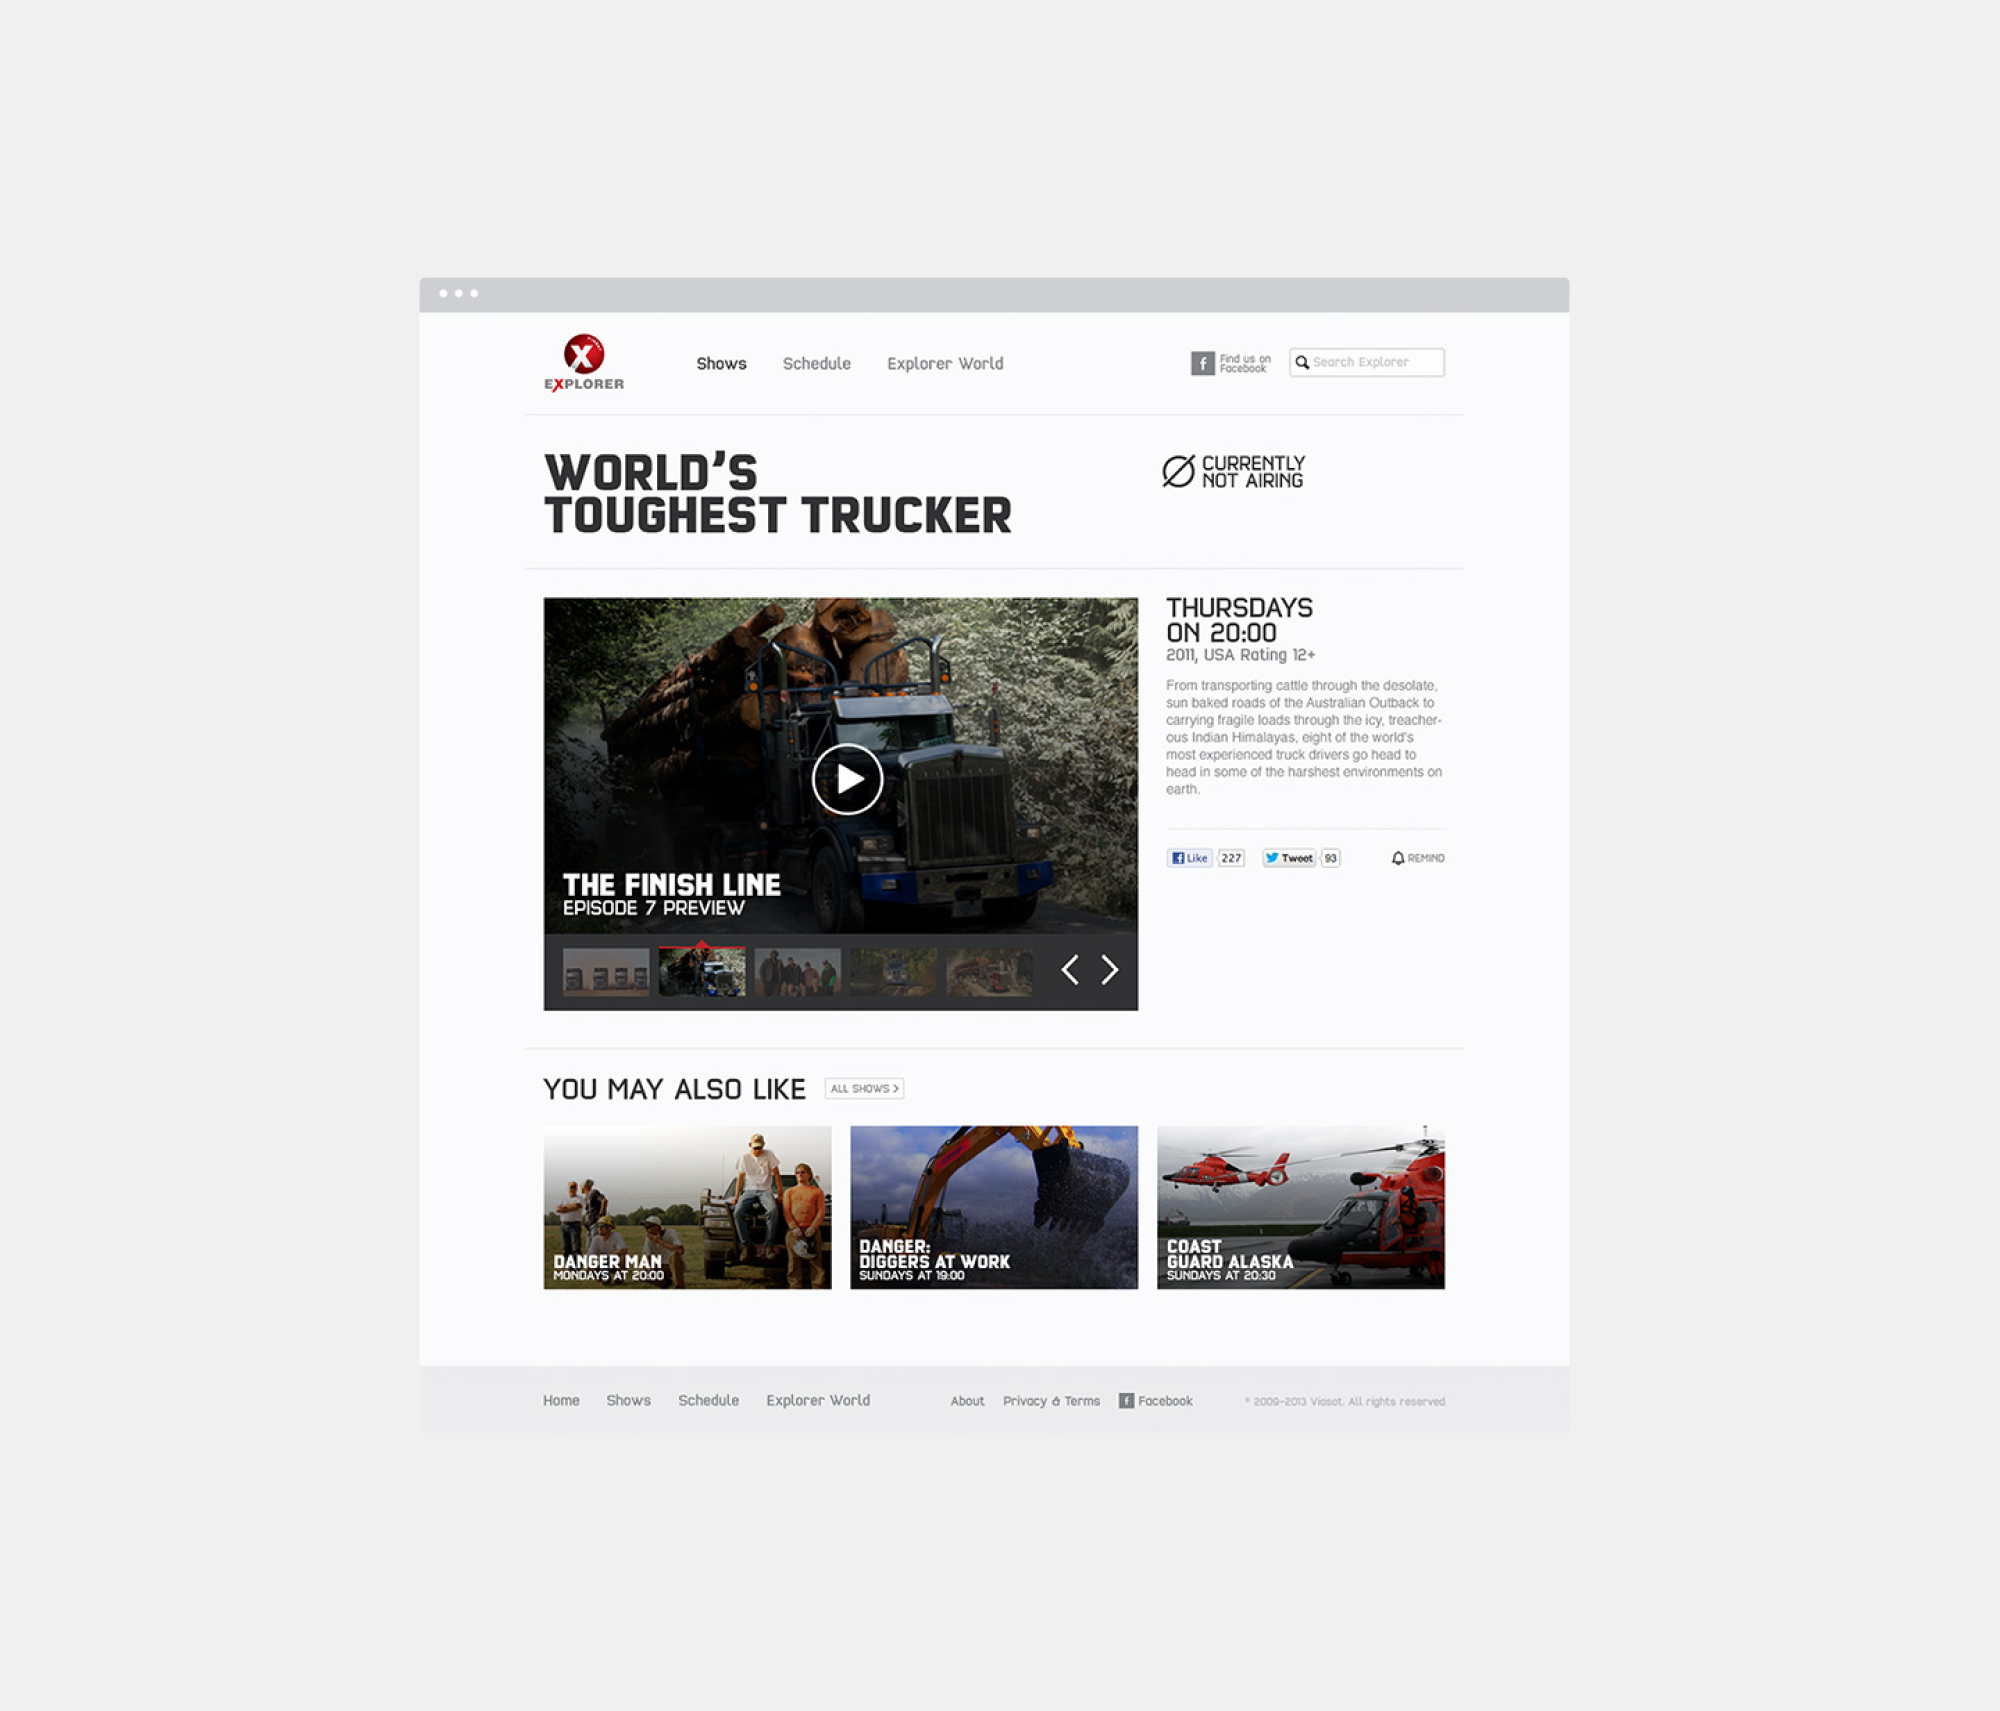 X
EXPLORER
Shows
Schedule
Explorer World
f
Find us on
Facebook
Search Explorer
WORLD'S
TOUGHEST TRUCKER
CURRENTLY
NOT AIRING
THE FINISH LINE
EPISODE 7 PREVIEW
THURSDAYS
ON 20:00
2011, USA Rating 12+
From transporting cattle through the desolate,
sun baked roads of the Australian Outback to
carrying fragile loads through the icy, treacher-
ous Indian Himalayas, eight of the world's
most experienced truck drivers go head to
head in some of the harshest environments on
earth.
f Like 227
Tweet 93
REMIND
YOU MAY ALSO LIKE
ALL SHOWS >
DANGER MAN
MONDAYS AT 20:00
DANGER:
DIGGERS AT WORK
SUNDAYS AT 19:00
COAST
GUARD ALASKA
SUNDAYS AT 20:30
Home
Shows
Schedule
Explorer World
About
Privacy & Terms
f Facebook
© 2009-2013 Viasat. All rights reserved